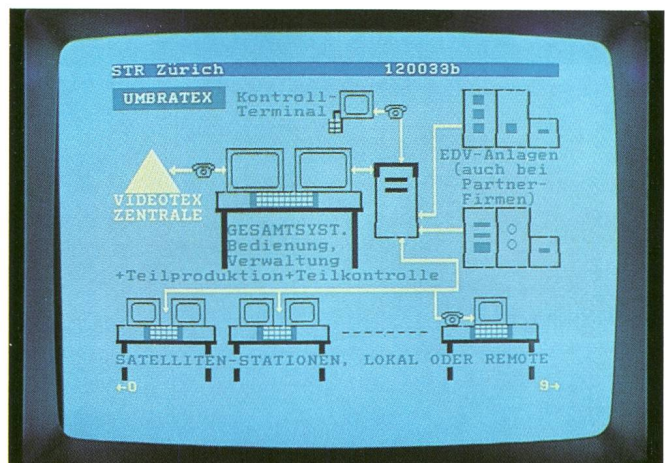 STR Zürich 120033b
UMBRATEX
Kontroll-
Terminal
EDV-Anlagen
(auch bei
Partner-
Firmen)
VIDEOTEX
ZENTRALE
GESAMTSYST.
Bedienung,
Verwaltung
+Teilproduktion+Teilkontrolle
SATELLITEN-STATIONEN, LOKAL ODER REMOTE
←0 9→